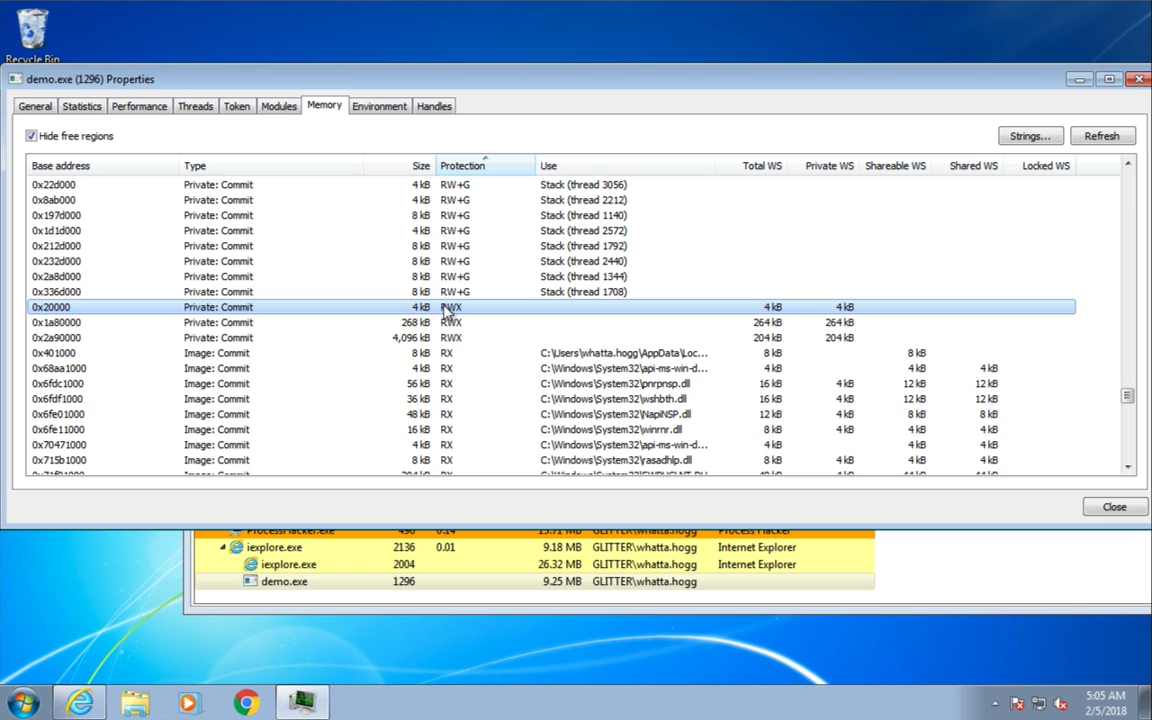 Recycle Bin
demo.exe (1296) Properties
General Statistics Performance Threads Token Modules Memory Environment Handles
Hide free regions Strings... Refresh
Base address Type Size Protection Use Total WS Private WS Shareable WS Shared WS Locked WS
0x22d000 Private: Commit 4 kB RW+G Stack (thread 3056)
0x8ab000 Private: Commit 4 kB RW+G Stack (thread 2212)
0x197d000 Private: Commit 8 kB RW+G Stack (thread 1140)
0x1d1d000 Private: Commit 4 kB RW+G Stack (thread 2572)
0x212d000 Private: Commit 8 kB RW+G Stack (thread 1792)
0x232d000 Private: Commit 8 kB RW+G Stack (thread 2440)
0x2a8d000 Private: Commit 8 kB RW+G Stack (thread 1344)
0x336d000 Private: Commit 8 kB RW+G Stack (thread 1708)
0x20000 Private: Commit 4 kB RWX 4 kB 4 kB
0x1a80000 Private: Commit 268 kB RWX 264 kB 264 kB
0x2a90000 Private: Commit 4,096 kB RWX 204 kB 204 kB
0x401000 Image: Commit 8 kB RX C:\Users\whatta.hogg\AppData\Loc... 8 kB 8 kB
0x68aa1000 Image: Commit 4 kB RX C:\Windows\System32\api-ms-win-d... 4 kB 4 kB 4 kB
0x6fdc1000 Image: Commit 56 kB RX C:\Windows\System32\pnrpnsp.dll 16 kB 4 kB 12 kB 12 kB
0x6fdf1000 Image: Commit 36 kB RX C:\Windows\System32\wshbth.dll 16 kB 4 kB 12 kB 12 kB
0x6fe01000 Image: Commit 48 kB RX C:\Windows\System32\NapiNSP.dll 12 kB 4 kB 8 kB 8 kB
0x6fe11000 Image: Commit 16 kB RX C:\Windows\System32\winrnr.dll 8 kB 4 kB 4 kB 4 kB
0x70471000 Image: Commit 4 kB RX C:\Windows\System32\api-ms-win-d... 4 kB 4 kB 4 kB
0x715b1000 Image: Commit 8 kB RX C:\Windows\System32\rasadhlp.dll 8 kB 4 kB 4 kB 4 kB
Close
ProcessHacker.exe 496 0.14 GLITTER\whatta.hogg Process Hacker
iexplore.exe 2136 0.01 9.18 MB GLITTER\whatta.hogg Internet Explorer
iexplore.exe 2004 26.32 MB GLITTER\whatta.hogg Internet Explorer
demo.exe 1296 9.25 MB GLITTER\whatta.hogg
5:05 AM
2/5/2018